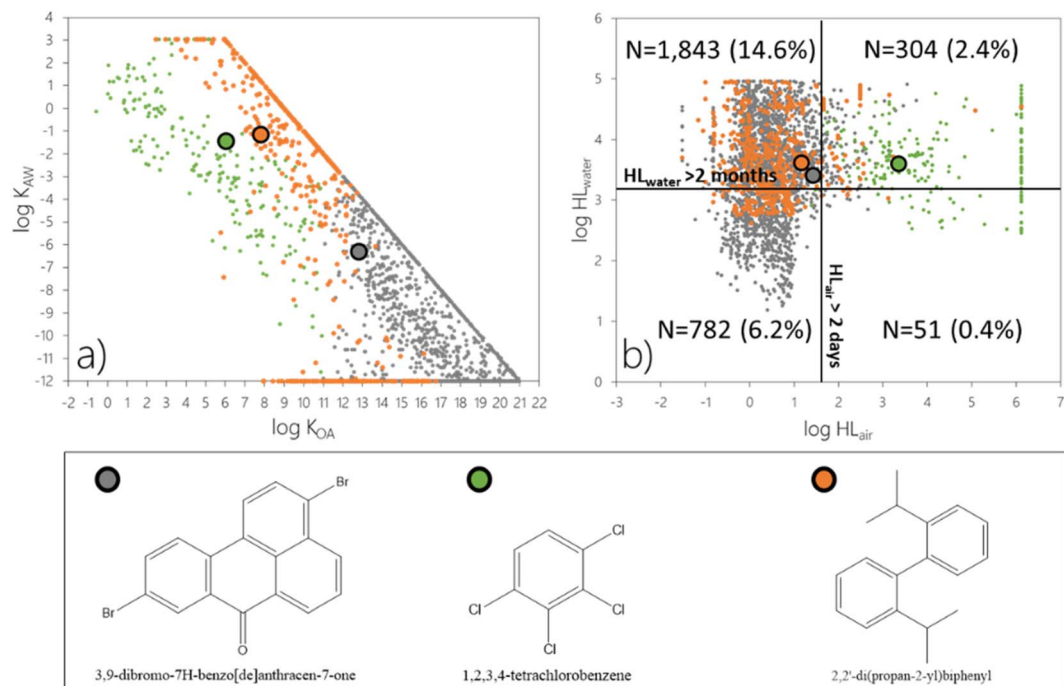 4
3
2
1
0
-1
-2
-3
-4
-5
-6
-7
-8
-9
-10
-11
-12
log K_AW
a)
-2 -1 0 1 2 3 4 5 6 7 8 9 10 11 12 13 14 15 16 17 18 19 20 21 22
log K_OA
N=1,843 (14.6%)
N=304 (2.4%)
6
5
4
3
2
1
0
log HL_water
HL_water >2 months
HL_air > 2 days
N=782 (6.2%)
N=51 (0.4%)
b)
-3 -2 -1 0 1 2 3 4 5 6 7
log HL_air
Br
Br
O
3,9-dibromo-7H-benzo[de]anthracen-7-one
Cl
Cl
Cl
Cl
1,2,3,4-tetrachlorobenzene
2,2'-di(propan-2-yl)biphenyl